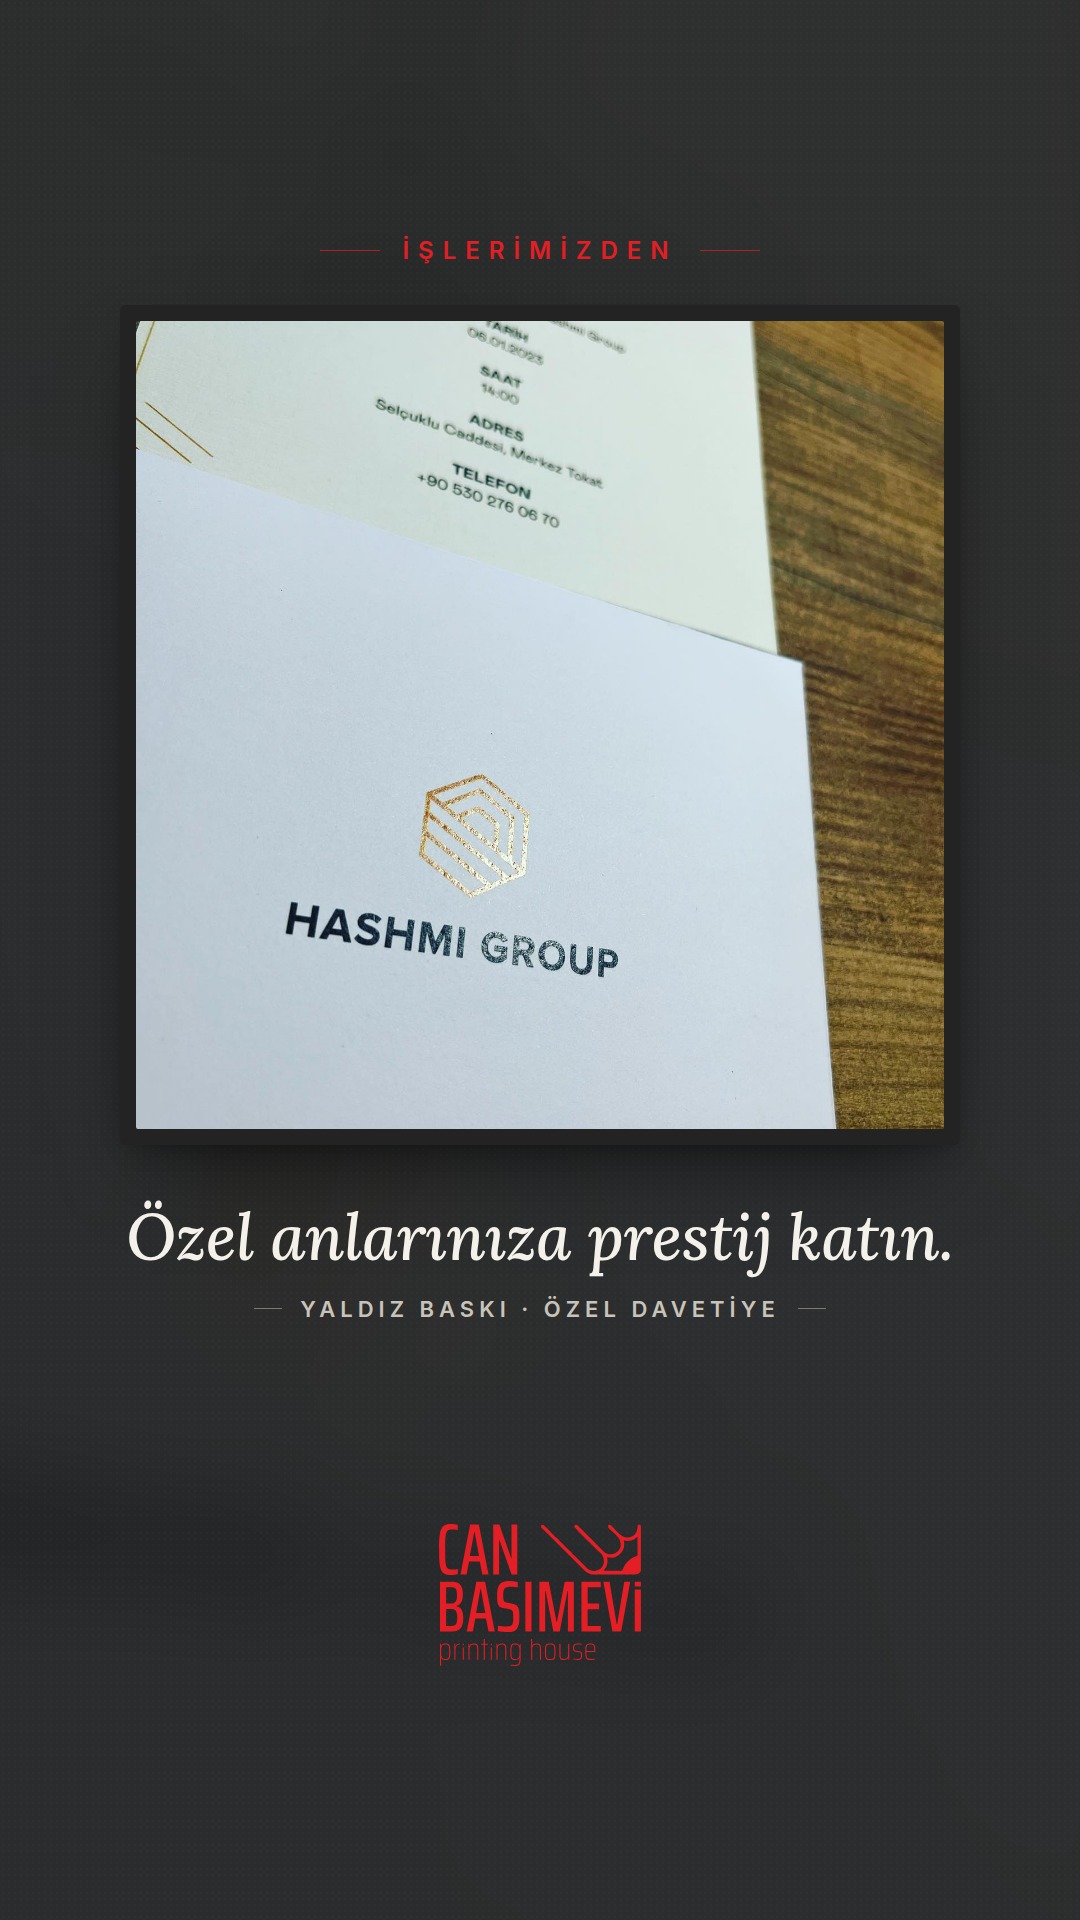 İŞLERİMİZDEN
TARİH
06.01.2023
SAAT
14:00
ADRES
Selçuklu Caddesi, Merkez Tokat
TELEFON
+90 530 276 06 70
HASHMI GROUP
Özel anlarınıza prestij katın.
YALDIZ BASKI · ÖZEL DAVETİYE
CAN
BASIMEVİ
printing house